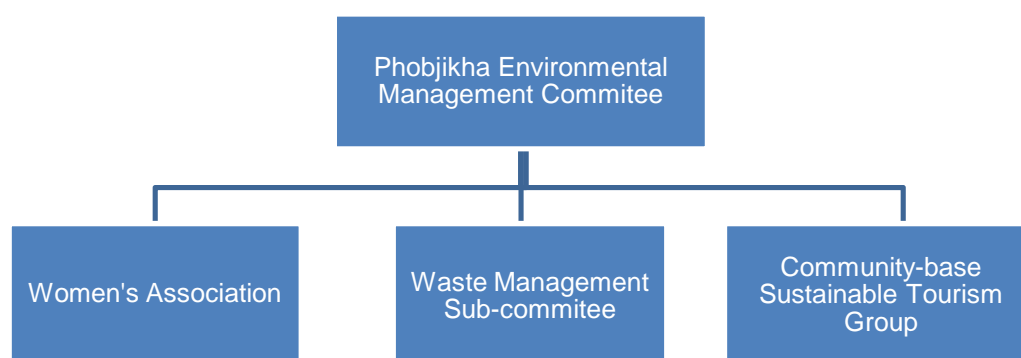 Phobjikha Environmental
Management Commitee
Women's Association
Waste Management
Sub-commitee
Community-base
Sustainable Tourism
Group